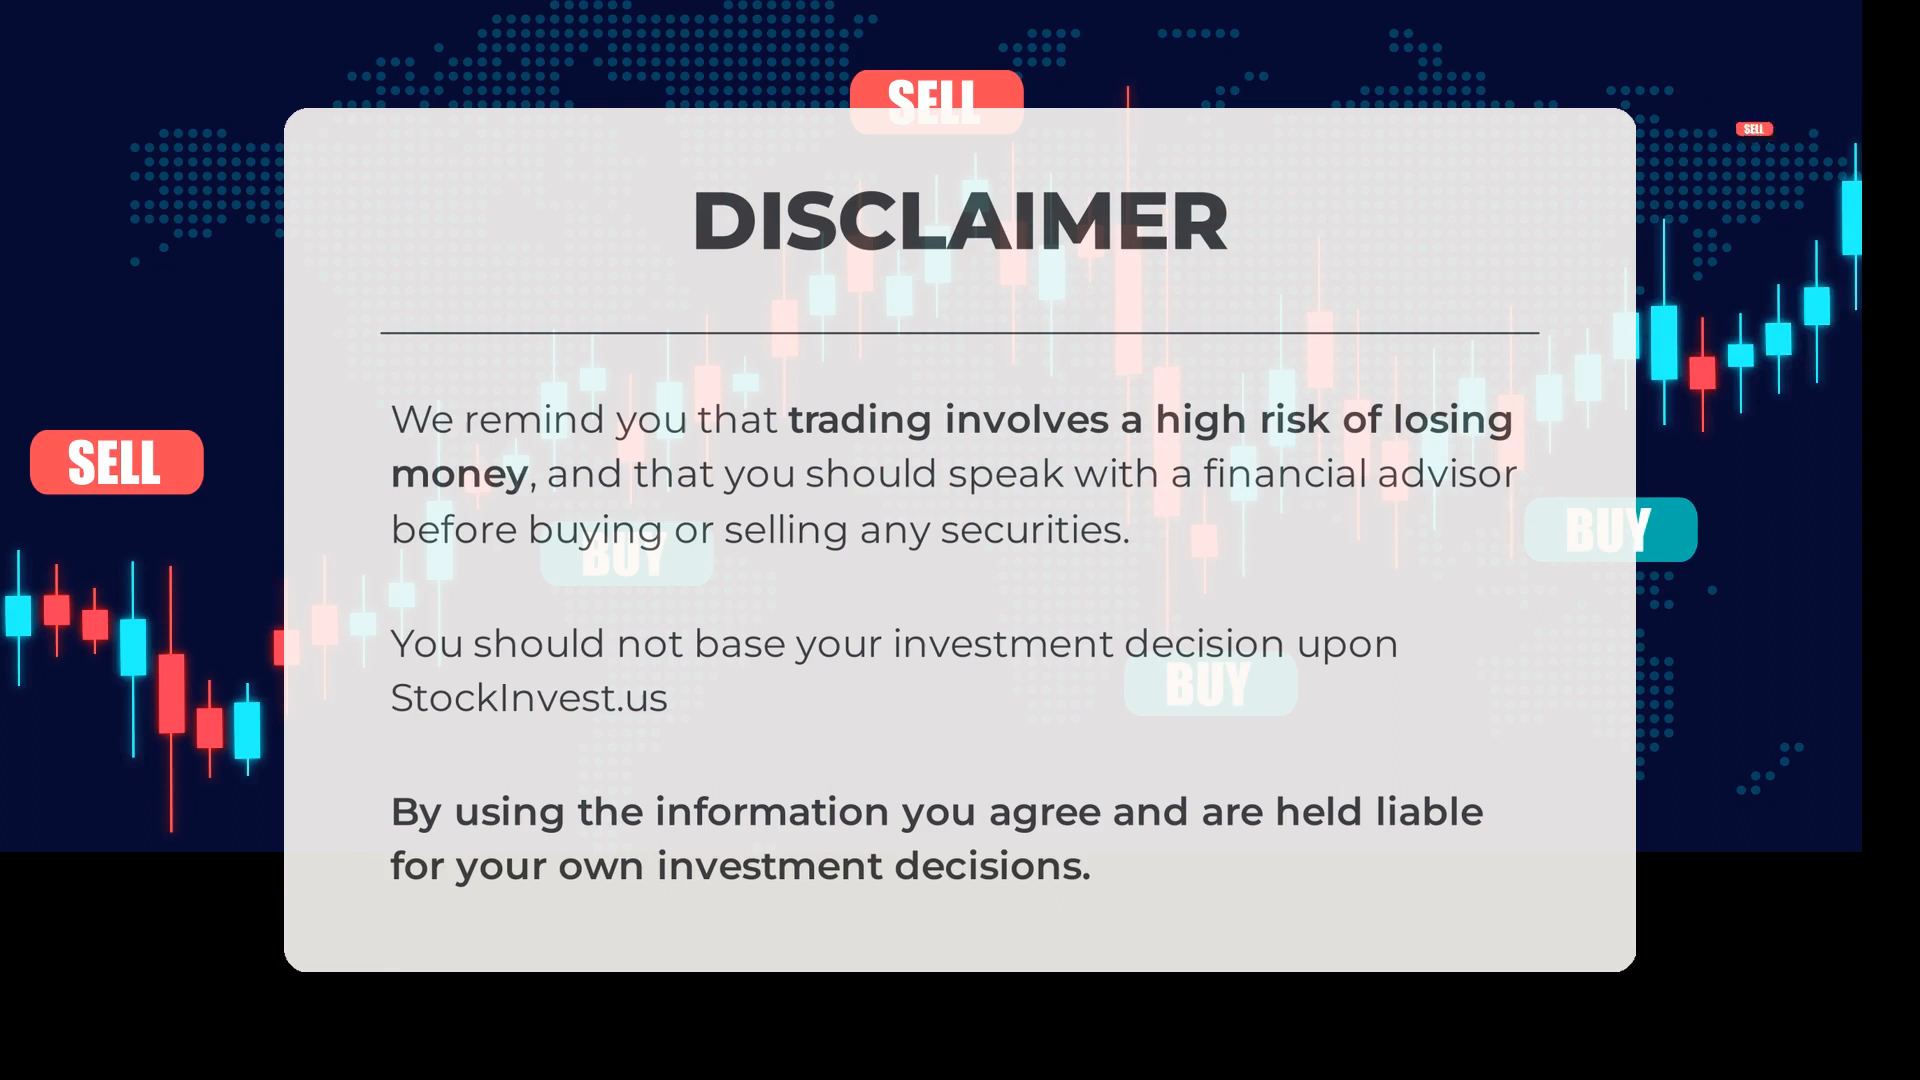 SELL
SELL
DISCLAIMER
We remind you that trading involves a high risk of losing
money, and that you should speak with a financial advisor
before buying or selling any securities.
SELL
BUY
BUY
You should not base your investment decision upon
StockInvest.us
BUY
By using the information you agree and are held liable
for your own investment decisions.